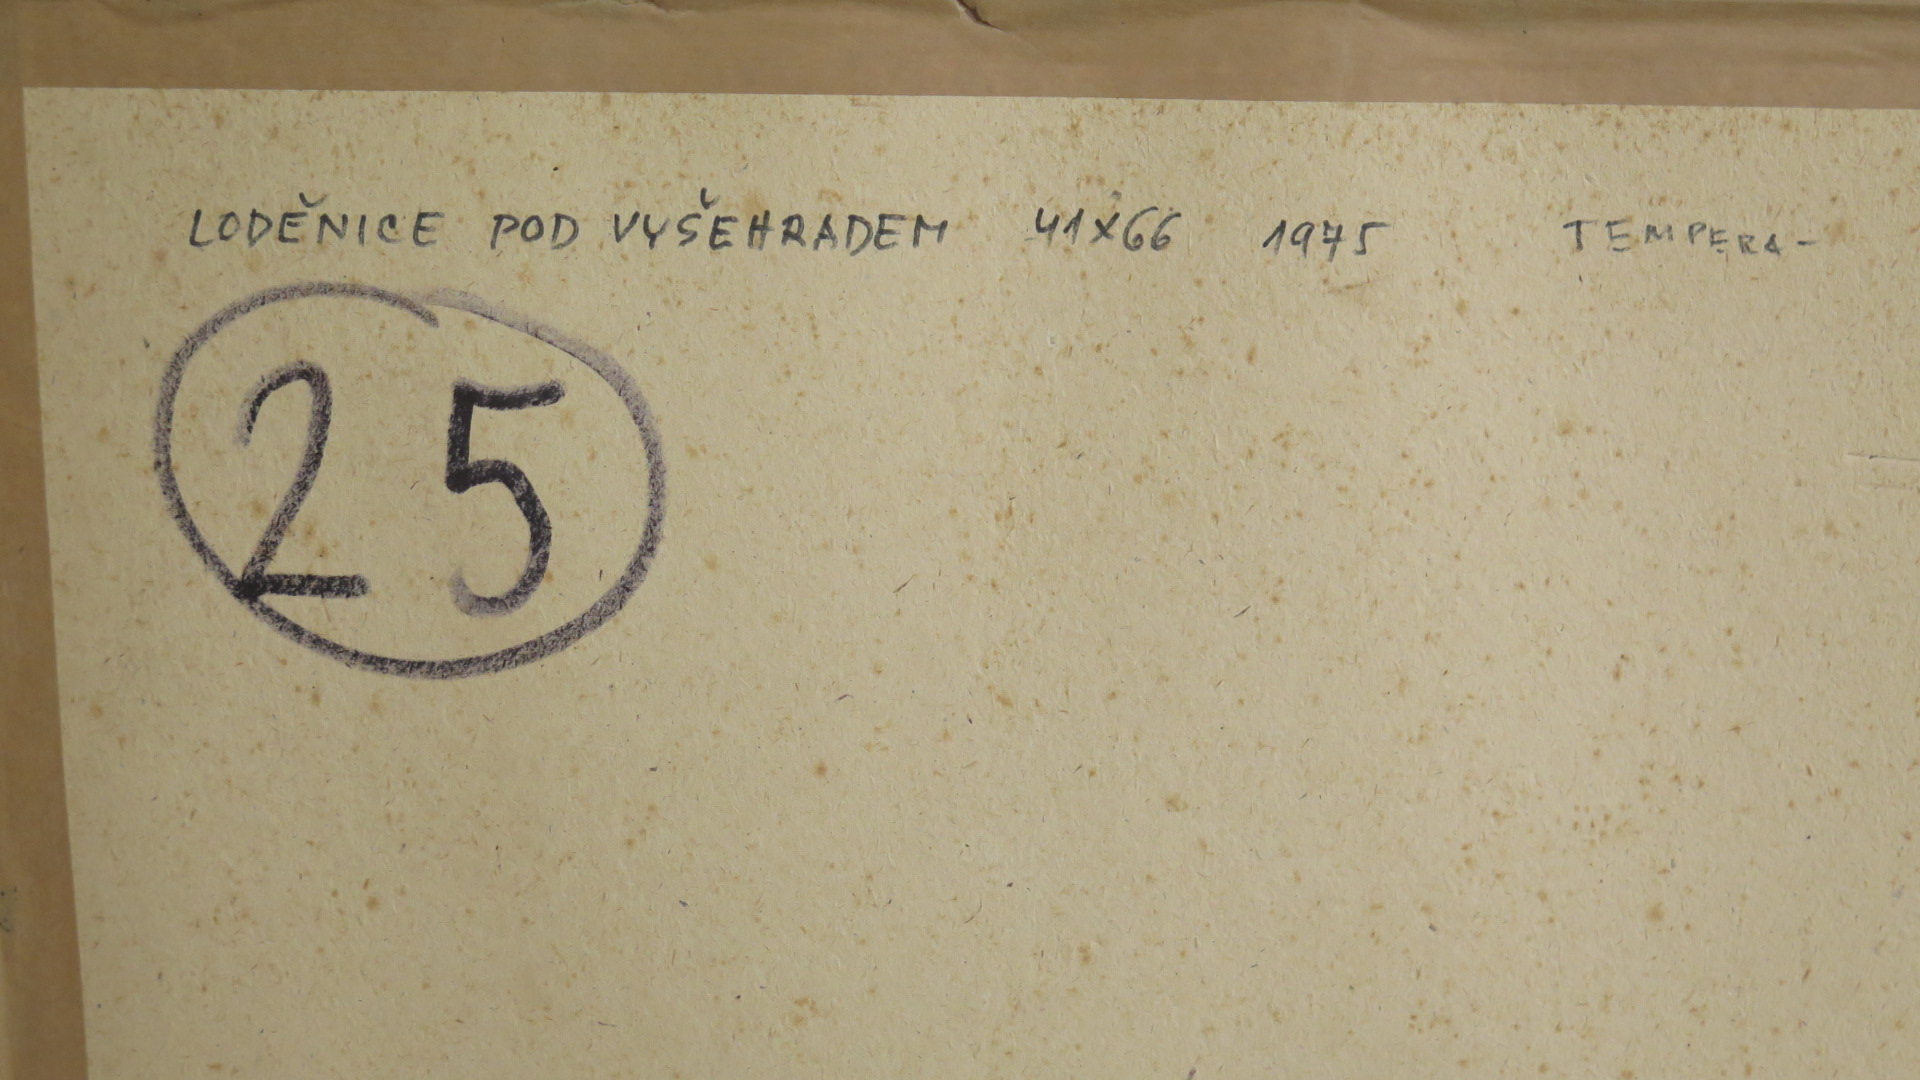 LODĚNICE POD VYŠEHRADEM 41X66 1975 TEMPERA-
25